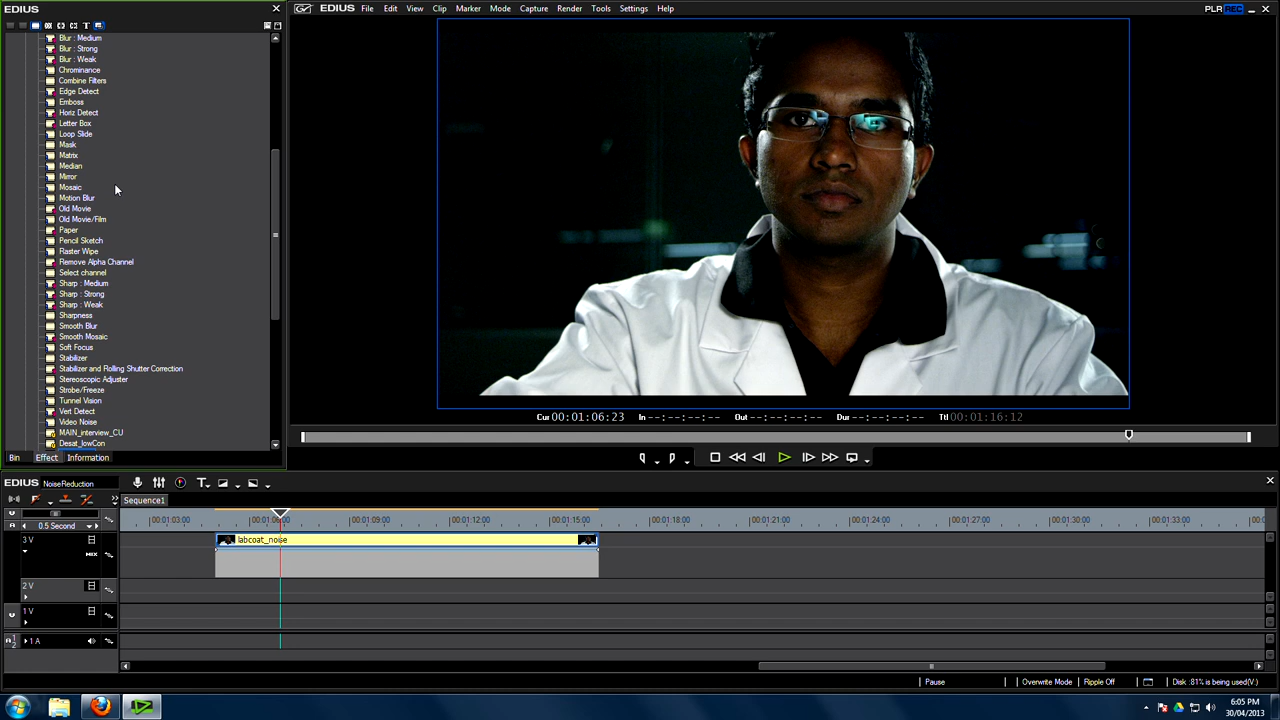 EDIUS
EDIUS File Edit View Clip Marker Mode Capture Render Tools Settings Help PLR REC
Blur : Medium
Blur : Strong
Blur : Weak
Chrominance
Combine Filters
Edge Detect
Emboss
Horiz Detect
Letter Box
Loop Slide
Mask
Matrix
Median
Mirror
Mosaic
Motion Blur
Old Movie
Old Movie/Film
Paper
Pencil Sketch
Raster Wipe
Remove Alpha Channel
Select channel
Sharp : Medium
Sharp : Strong
Sharp : Weak
Sharpness
Smooth Blur
Smooth Mosaic
Soft Focus
Stabilizer
Stabilizer and Rolling Shutter Correction
Stereoscopic Adjuster
Strobe/Freeze
Tunnel Vision
Vert Detect
Video Noise
MAIN_interview_CU
Desat_lowCon
Bin Effect Information
Cur 00:01:06:23 In --:--:--:-- Out --:--:--:-- Dur --:--:--:-- Ttl 00:01:16:12
EDIUS NoiseReduction
Sequence1
0.5 Second
00:01:03:00 00:01:06:00 00:01:09:00 00:01:12:00 00:01:15:00 00:01:18:00 00:01:21:00 00:01:24:00 00:01:27:00 00:01:30:00 00:01:33:00
3 V
labcoat_noise
MIX
2 V
1 V
1 2 1 A
Pause Overwrite Mode Ripple Off Disk :81% is being used(V:)
6:05 PM
30/04/2013